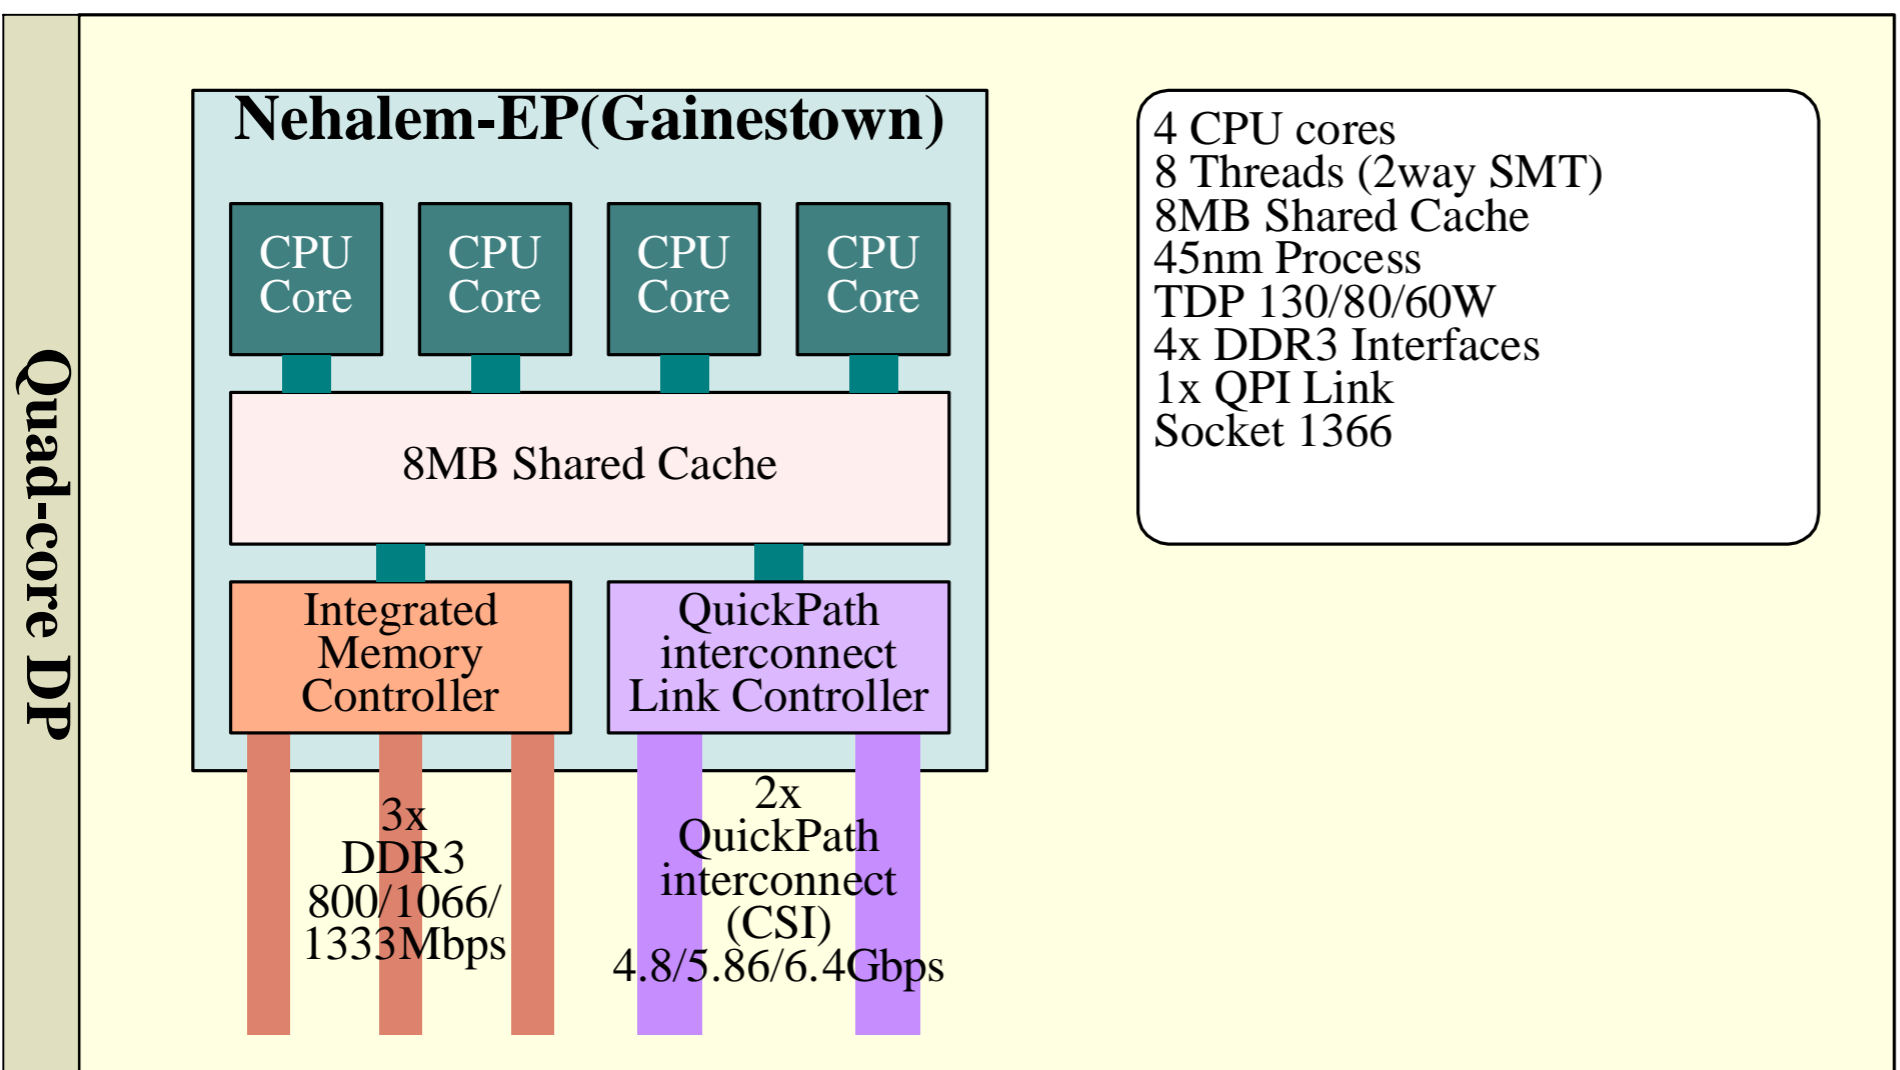 Quad-core DP
Nehalem-EP(Gainestown)
CPU
Core
CPU
Core
CPU
Core
CPU
Core
8MB Shared Cache
Integrated
Memory
Controller
QuickPath
interconnect
Link Controller
3x
DDR3
800/1066/
1333Mbps
2x
QuickPath
interconnect
(CSI)
4.8/5.86/6.4Gbps
4 CPU cores
8 Threads (2way SMT)
8MB Shared Cache
45nm Process
TDP 130/80/60W
4x DDR3 Interfaces
1x QPI Link
Socket 1366